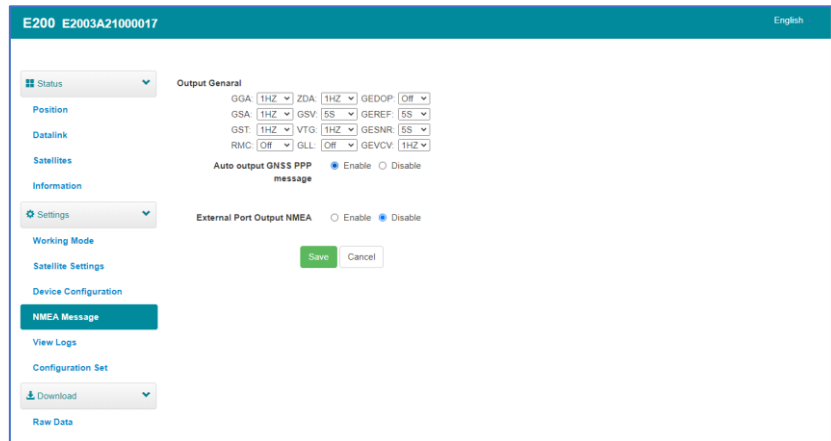 E200 E2003A21000017
English
Status
Position
Datalink
Satellites
Information
Settings
Working Mode
Satellite Settings
Device Configuration
NMEA Message
View Logs
Configuration Set
Download
Raw Data
Output Genaral
GGA: 1HZ ZDA: 1HZ GEDOP: Off
GSA: 1HZ GSV: 5S GEREF: 5S
GST: 1HZ VTG: 1HZ GESNR: 5S
RMC: Off GLL: Off GEVCV: 1HZ
Auto output GNSS PPP Enable Disable
message
External Port Output NMEA Enable Disable
Save Cancel